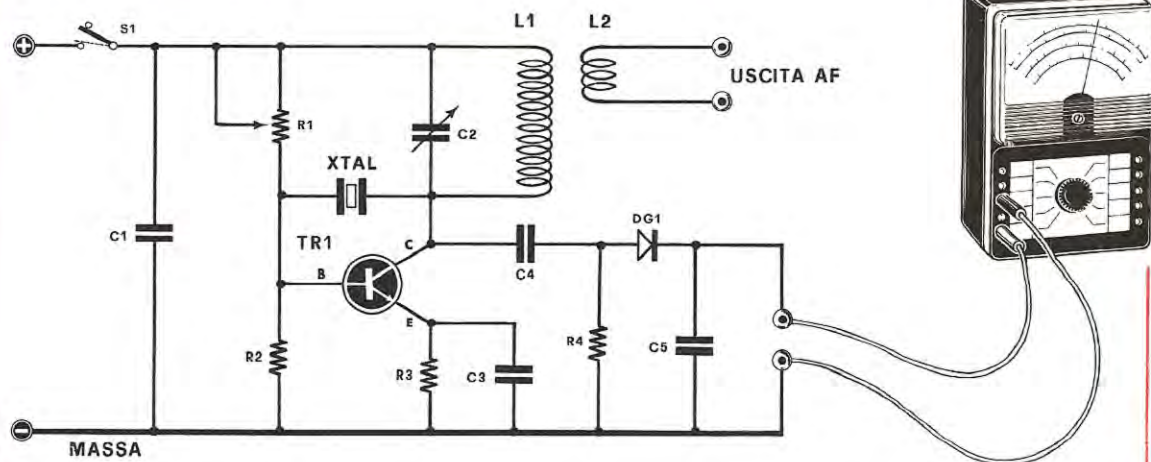 S1
L1
L2
USCITA AF
R1
C2
XTAL
C1
TR1
C
B
E
C4
DG1
R2
R3
C3
R4
C5
MASSA